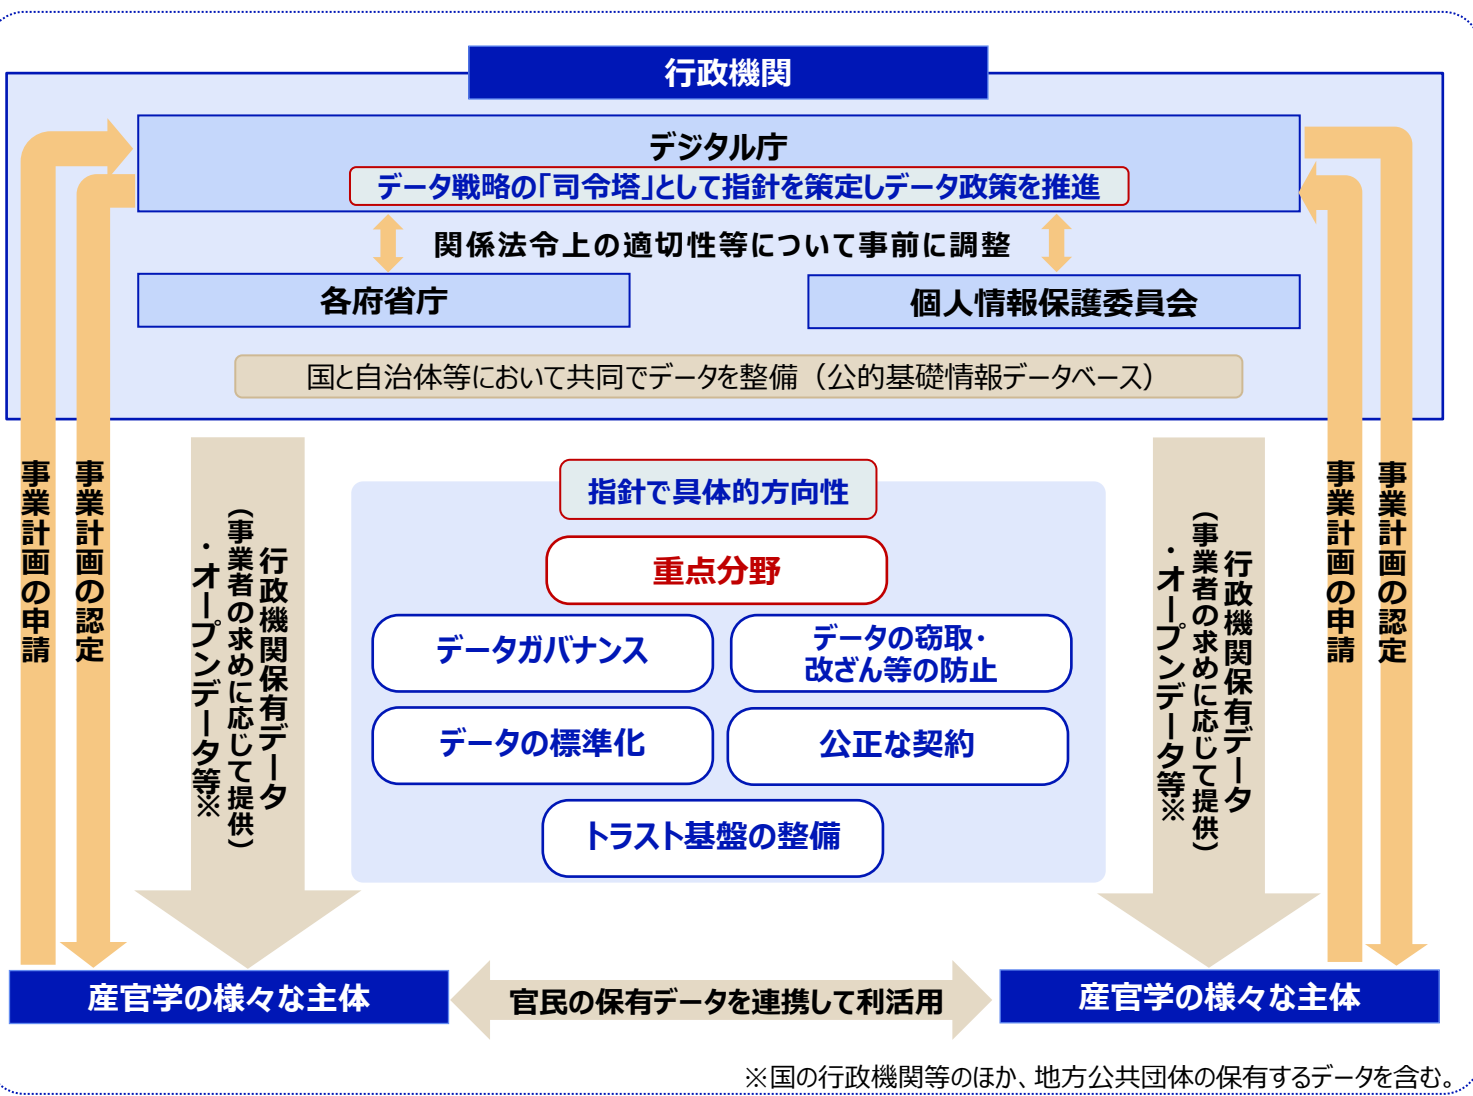 行政機関
デジタル庁
データ戦略の「司令塔」として指針を策定しデータ政策を推進
関係法令上の適切性等について事前に調整
各府省庁
個人情報保護委員会
国と自治体等において共同でデータを整備（公的基礎情報データベース）
事業計画の申請
事業計画の認定
行政機関保有データ
（事業者の求めに応じて提供）
・オープンデータ等※
指針で具体的方向性
重点分野
データガバナンス
データの窃取・
改ざん等の防止
データの標準化
公正な契約
トラスト基盤の整備
行政機関保有データ
（事業者の求めに応じて提供）
・オープンデータ等※
事業計画の申請
事業計画の認定
産官学の様々な主体
官民の保有データを連携して利活用
産官学の様々な主体
※国の行政機関等のほか、地方公共団体の保有するデータを含む。